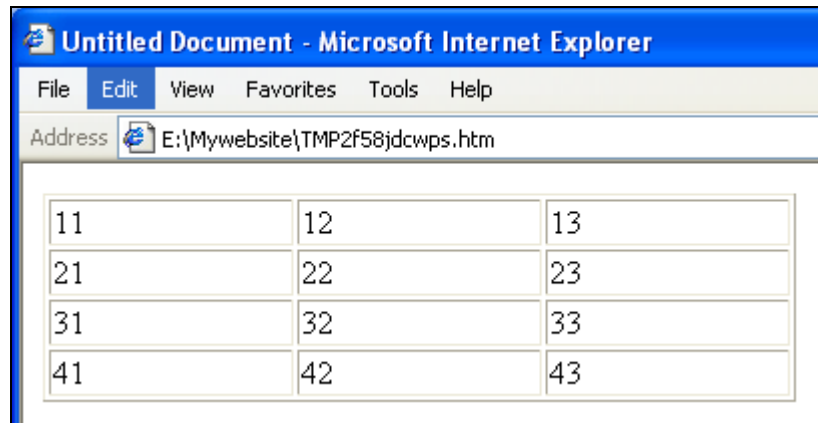 Untitled Document - Microsoft Internet Explorer
File Edit View Favorites Tools Help
Address E:\Mywebsite\TMP2f58jdcwps.htm
11 12 13
21 22 23
31 32 33
41 42 43